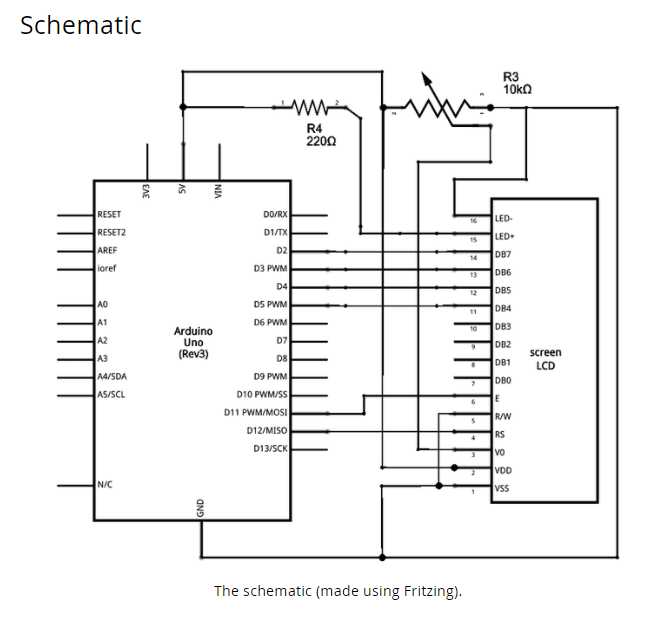 Schematic
R3
10kΩ
1
2
R4
220Ω
2
1
3V3
5V
VIN
RESET
RESET2
AREF
ioref
A0
A1
A2
A3
A4/SDA
A5/SCL
N/C
Arduino
Uno
(Rev3)
D0/RX
D1/TX
D2
D3 PWM
D4
D5 PWM
D6 PWM
D7
D8
D9 PWM
D10 PWM/SS
D11 PWM/MOSI
D12/MISO
D13/SCK
GND
16 LED-
15 LED+
14 DB7
13 DB6
12 DB5
11 DB4
10 DB3
9 DB2
8 DB1
7 DB0
6 E
5 R/W
4 RS
3 VO
2 VDD
1 VSS
screen
LCD
The schematic (made using Fritzing).